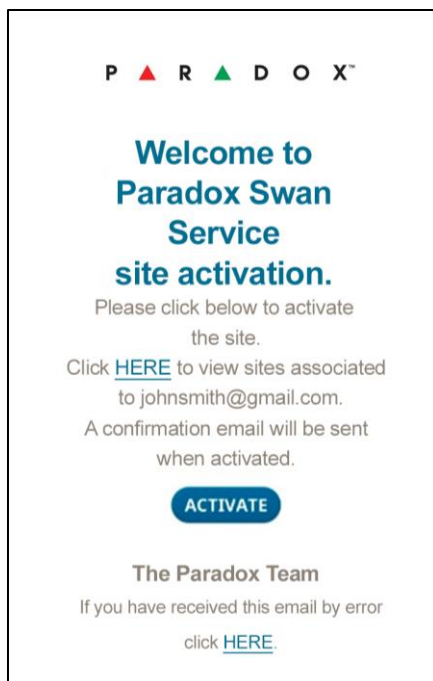 PARADOX™
Welcome to
Paradox Swan
Service
site activation.
Please click below to activate
the site.
Click HERE to view sites associated
to johnsmith@gmail.com.
A confirmation email will be sent
when activated.
ACTIVATE
The Paradox Team
If you have received this email by error
click HERE.